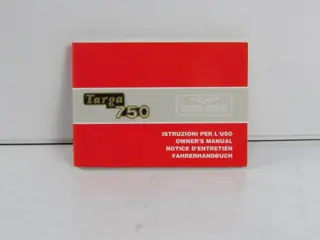 Targa
750
ISTRUZIONI PER L'USO
OWNER'S MANUAL
NOTICE D'ENTRETIEN
FAHRERHANDBUCH